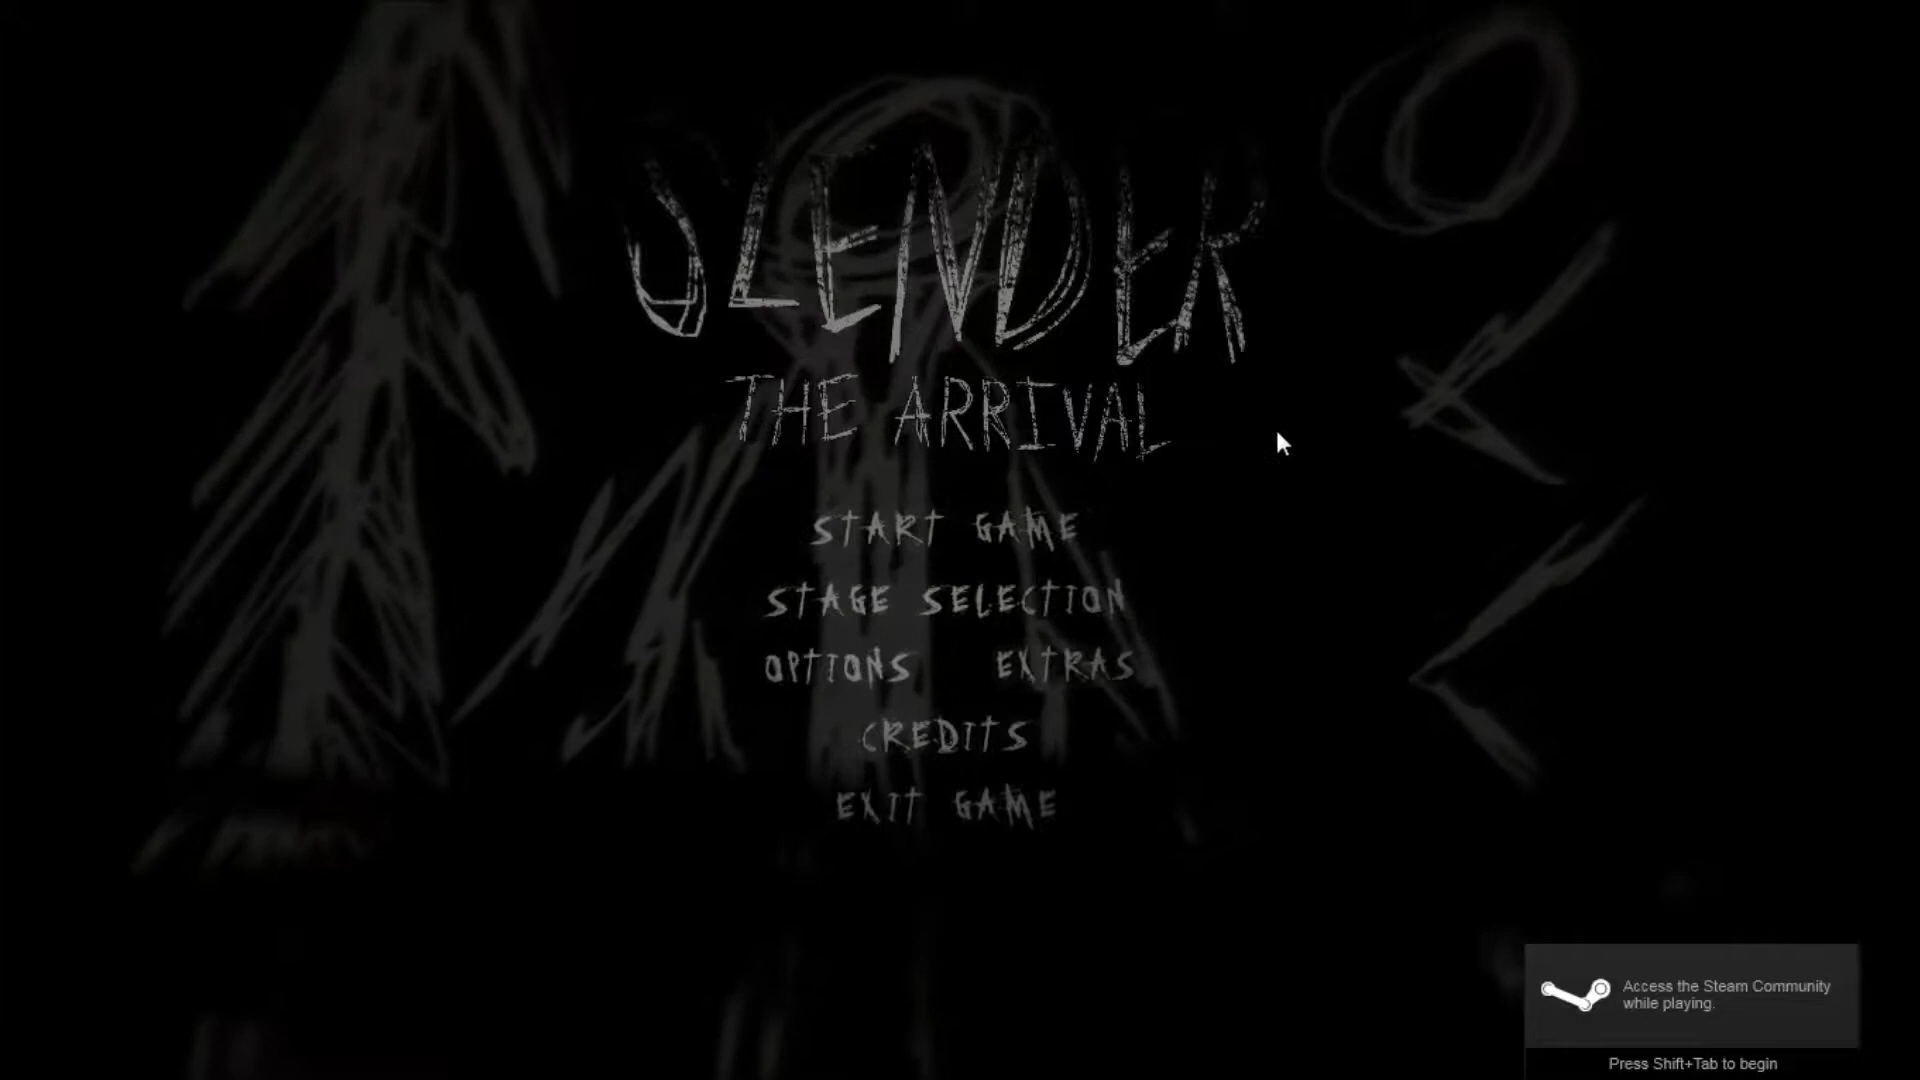 SLENDER
THE ARRIVAL
START GAME
STAGE SELECTION
OPTIONS EXTRAS
CREDITS
EXIT GAME
Access the Steam Community
while playing.
Press Shift+Tab to begin